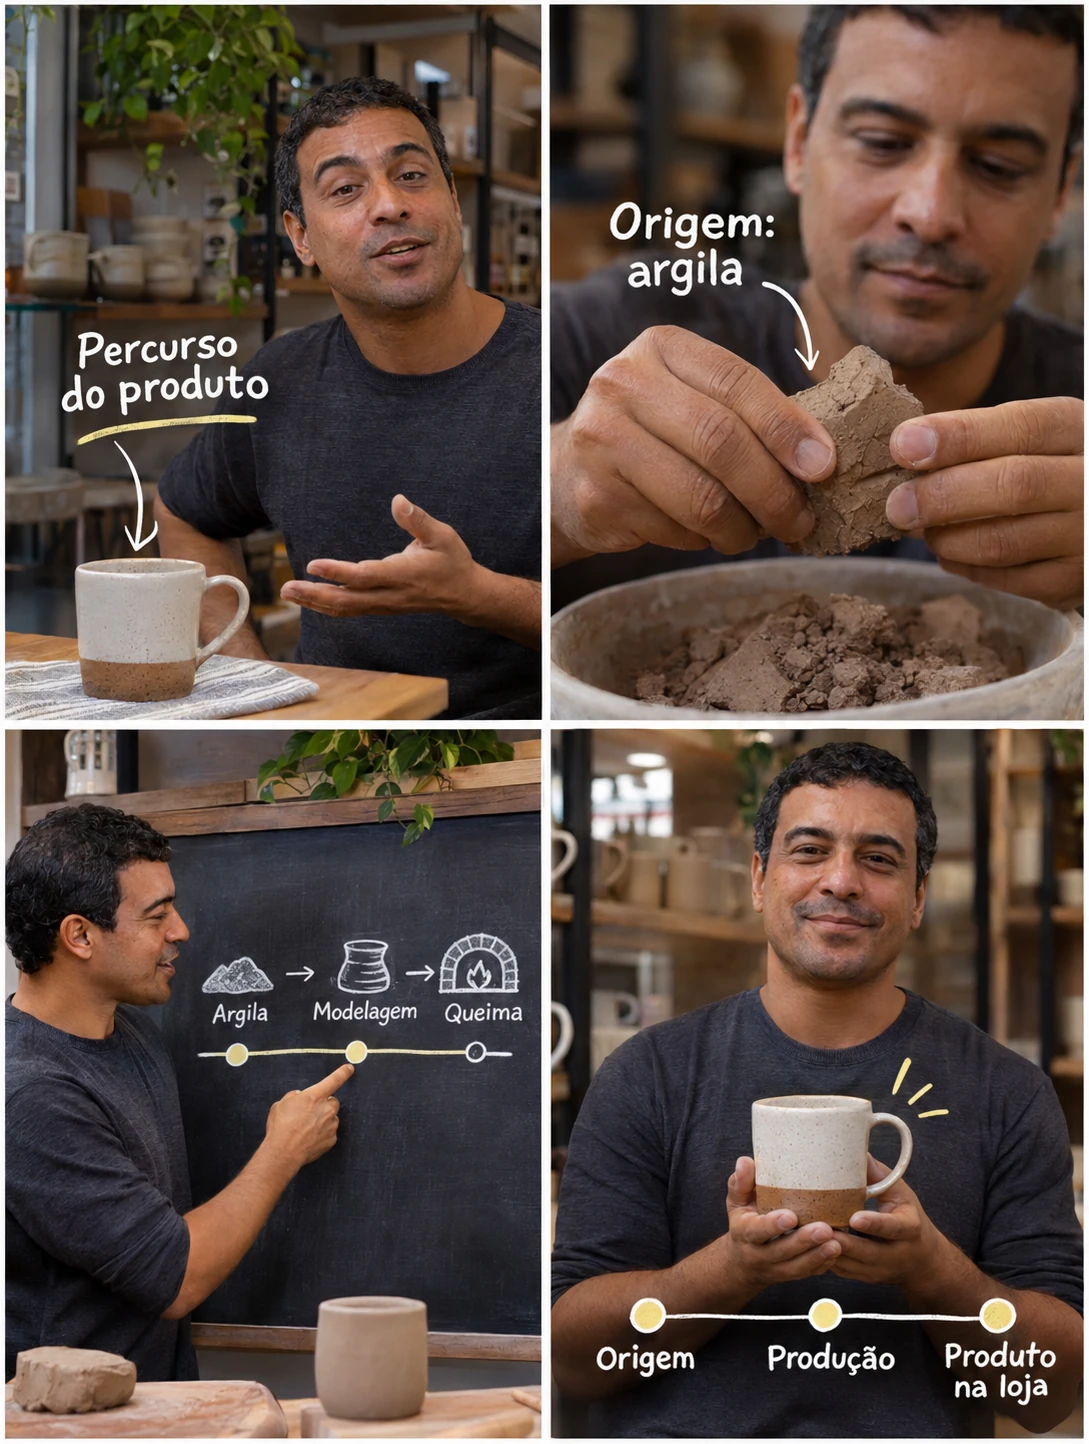 Percurso
do produto
Origem:
argila
Argila
Modelagem
Queima
Origem
Produção
Produto
na loja